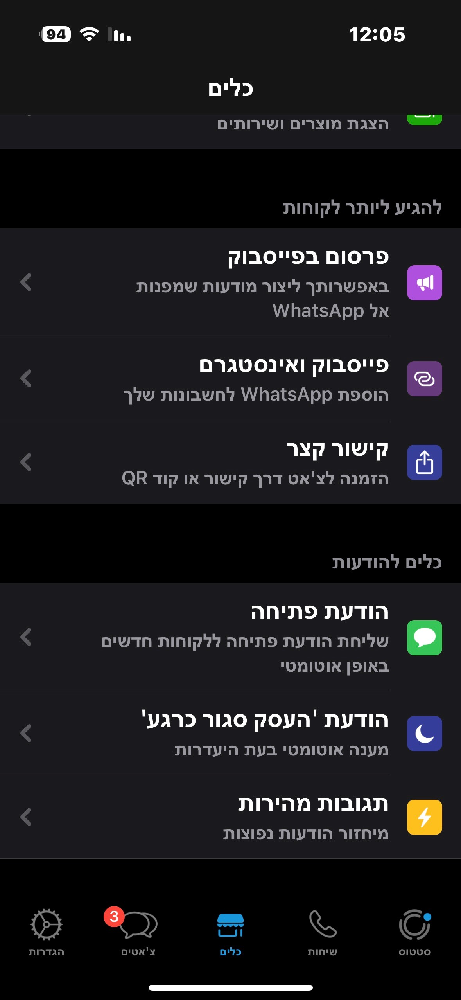 12:05
94
כלים
הצגת מוצרים ושירותים
להגיע ליותר לקוחות
פרסום בפייסבוק
באפשרותך ליצור מודעות שמפנות
אל WhatsApp
פייסבוק ואינסטגרם
הוספת WhatsApp לחשבונות שלך
קישור קצר
הזמנה לצ'אט דרך קישור או קוד QR
כלים להודעות
הודעת פתיחה
שליחת הודעת פתיחה ללקוחות חדשים
באופן אוטומטי
הודעת 'העסק סגור כרגע'
מענה אוטומטי בעת היעדרות
תגובות מהירות
מיחזור הודעות נפוצות
3
סטטוס
שיחות
כלים
צ'אטים
הגדרות